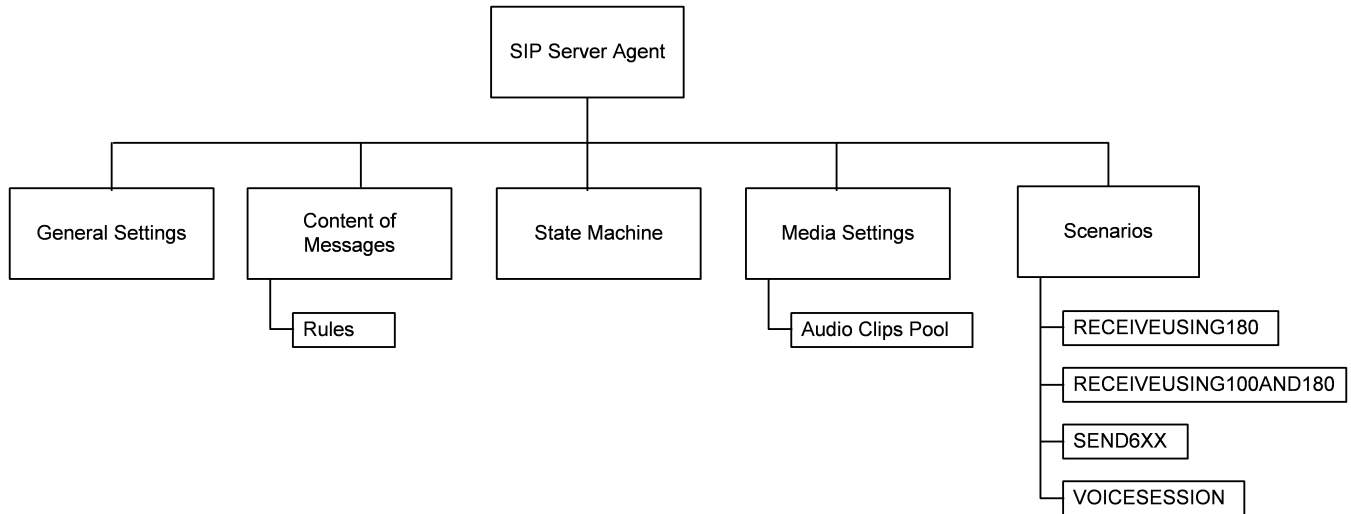 SIP Server Agent
General Settings
Content of
Messages
State Machine
Media Settings
Scenarios
Rules
Audio Clips Pool
RECEIVEUSING180
RECEIVEUSING100AND180
SEND6XX
VOICESESSION